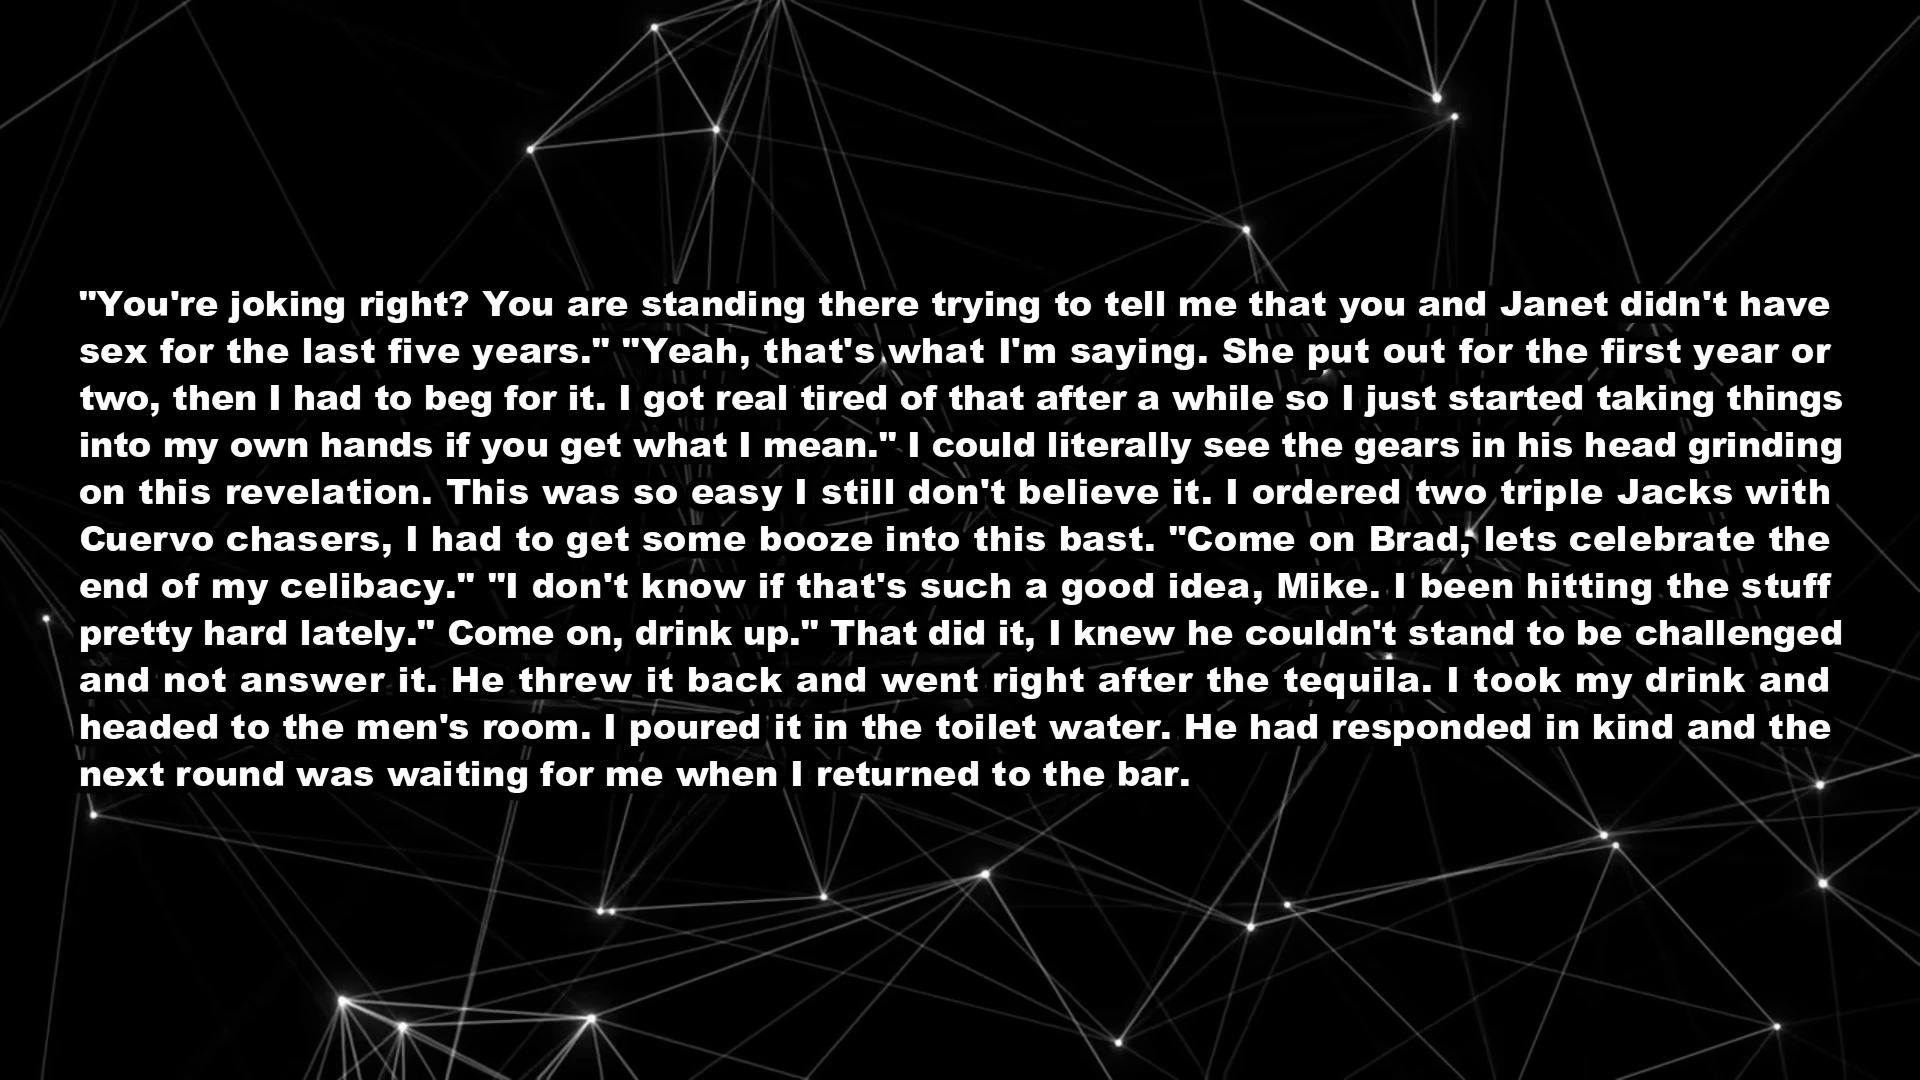 "You're joking right? You are standing there trying to tell me that you and Janet didn't have
sex for the last five years." "Yeah, that's what I'm saying. She put out for the first year or
two, then I had to beg for it. I got real tired of that after a while so I just started taking things
into my own hands if you get what I mean." I could literally see the gears in his head grinding
on this revelation. This was so easy I still don't believe it. I ordered two triple Jacks with
Cuervo chasers, I had to get some booze into this bast. "Come on Brad, lets celebrate the
end of my celibacy." "I don't know if that's such a good idea, Mike. I been hitting the stuff
pretty hard lately." Come on, drink up." That did it, I knew he couldn't stand to be challenged
and not answer it. He threw it back and went right after the tequila. I took my drink and
headed to the men's room. I poured it in the toilet water. He had responded in kind and the
next round was waiting for me when I returned to the bar.